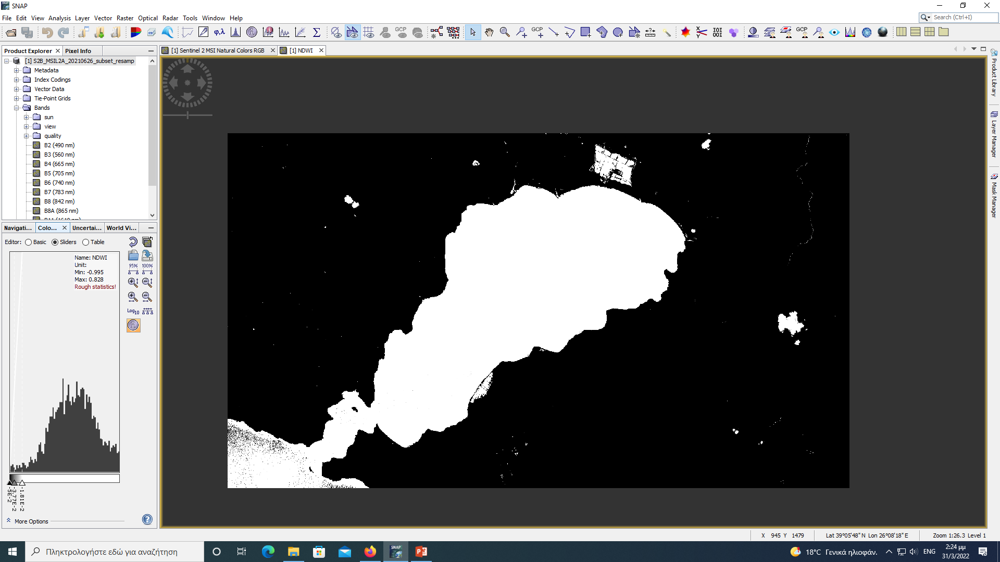 SNAP
File Edit View Analysis Layer Vector Raster Optical Radar Tools Window Help
Search (Ctrl+I)
φ,λ Σ GCP GCP GCP
Product Explorer Pixel Info
[1] Sentinel 2 MSI Natural Colors RGB [1] NDWI
[1] S2B_MSIL2A_20210626_subset_resamp
Metadata
Index Codings
Vector Data
Tie-Point Grids
Bands
sun
view
quality
B2 (490 nm)
B3 (560 nm)
B4 (665 nm)
B5 (705 nm)
B6 (740 nm)
B7 (783 nm)
B8 (842 nm)
B8A (865 nm)
Product Library
Layer Manager
Mask Manager
Navigati... Colo... Uncertai... World Vi...
Editor: Basic Sliders Table
Name: NDWI
Unit:
Min: -0.995
Max: 0.828
Rough statistics!
95% 100%
Log10
-5E-2
-3.77E-2
-1.81E-2
More Options
X 945 Y 1479 Lat 39°05'48" N Lon 26°08'18" E Zoom 1:26.3 Level 1
Πληκτρολογήστε εδώ για αναζήτηση
18°C Γενικά ηλιοφάν. ENG
2:24 μμ
31/3/2022